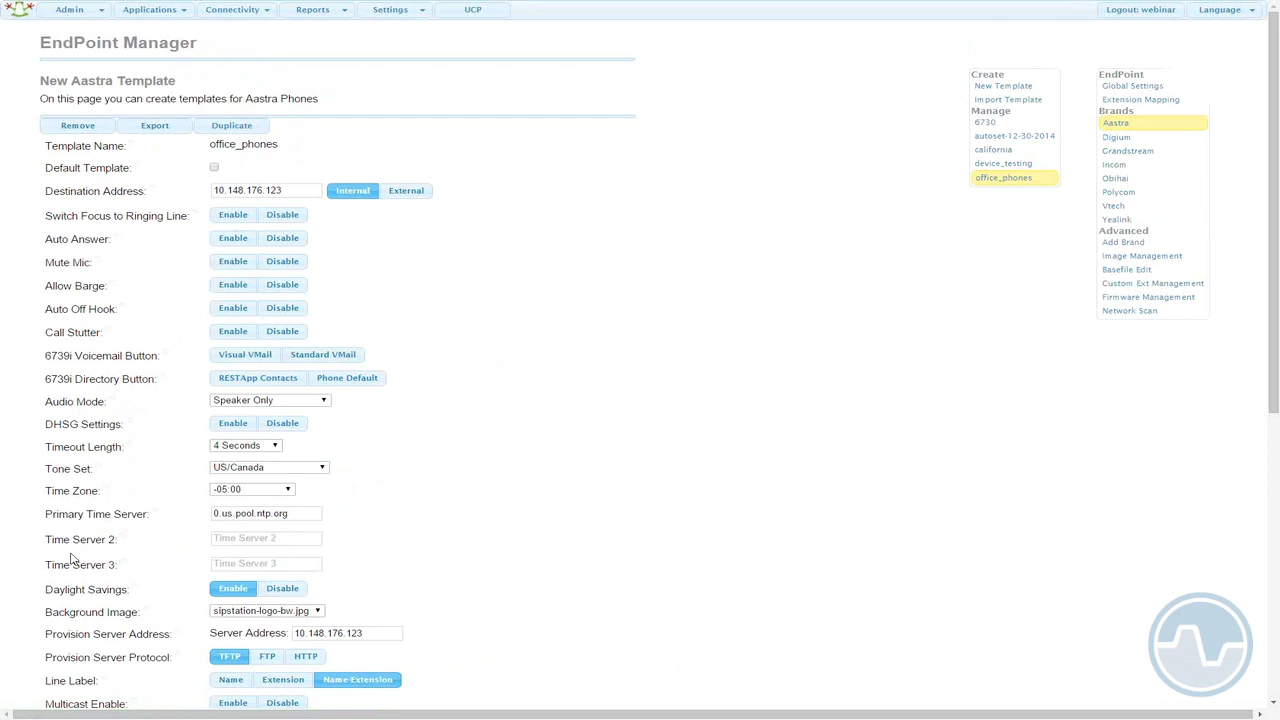 Admin Applications Connectivity Reports Settings UCP Logout: webinar Language
EndPoint Manager
New Aastra Template
On this page you can create templates for Aastra Phones
Remove Export Duplicate
Template Name: office_phones
Default Template:
Destination Address: 10.148.176.123 Internal External
Switch Focus to Ringing Line: Enable Disable
Auto Answer: Enable Disable
Mute Mic: Enable Disable
Allow Barge: Enable Disable
Auto Off Hook: Enable Disable
Call Stutter: Enable Disable
6739i Voicemail Button: Visual VMail Standard VMail
6739i Directory Button: RESTApp Contacts Phone Default
Audio Mode: Speaker Only
DHSG Settings: Enable Disable
Timeout Length: 4 Seconds
Tone Set: US/Canada
Time Zone: -05:00
Primary Time Server: 0.us.pool.ntp.org
Time Server 2: Time Server 2
Time Server 3: Time Server 3
Daylight Savings: Enable Disable
Background Image: sipstation-logo-bw.jpg
Provision Server Address: Server Address: 10.148.176.123
Provision Server Protocol: TFTP FTP HTTP
Line Label: Name Extension Name-Extension
Multicast Enable: Enable Disable
Create
New Template
Import Template
Manage
6730
autoset-12-30-2014
california
device_testing
office_phones
EndPoint
Global Settings
Extension Mapping
Brands
Aastra
Digium
Grandstream
Incom
Obihai
Polycom
Vtech
Yealink
Advanced
Add Brand
Image Management
Basefile Edit
Custom Ext Management
Firmware Management
Network Scan